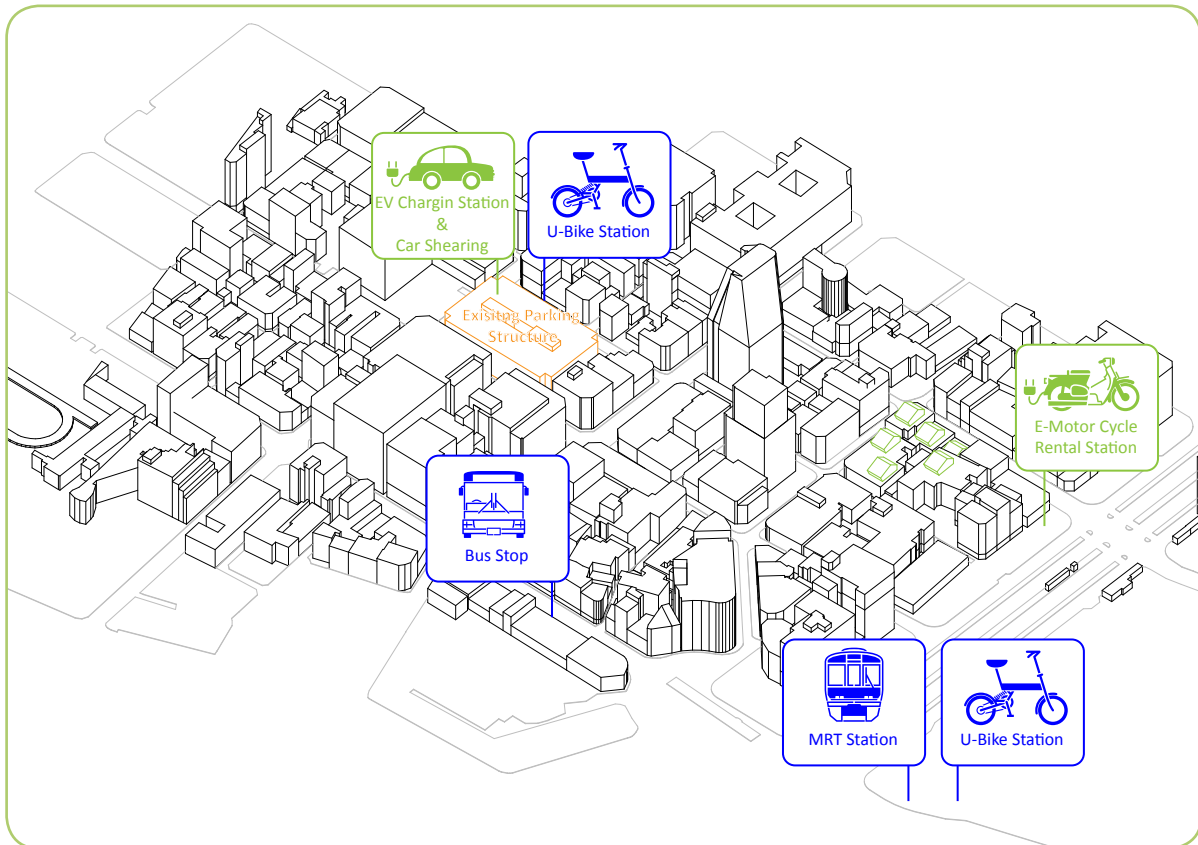 EV Chargin Station
&
Car Shearing
U-Bike Station
Exisitng Parking
Structure
E-Motor Cycle
Rental Station
Bus Stop
MRT Station
U-Bike Station